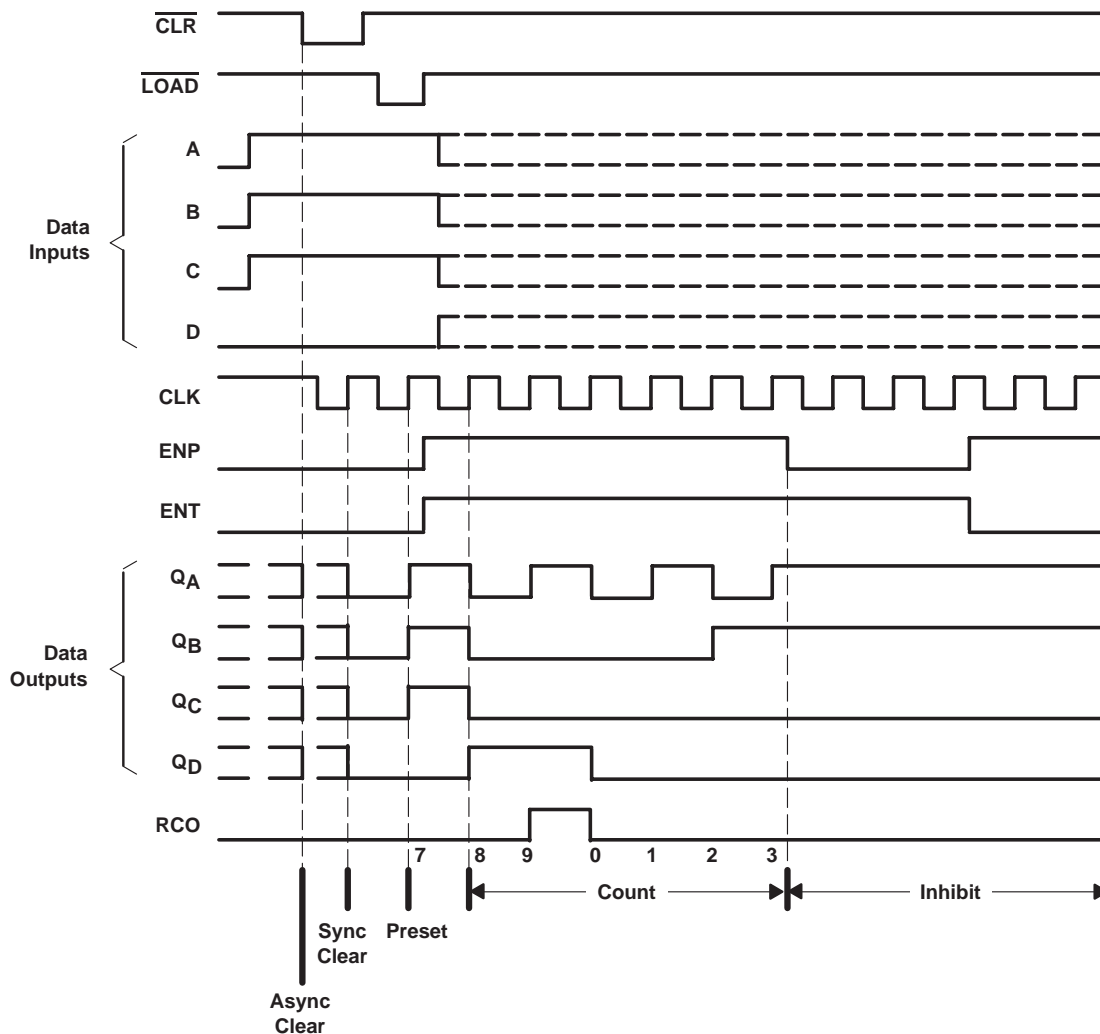 CLR
LOAD
A
B
Data
Inputs
C
D
CLK
ENP
ENT
QA
QB
Data
Outputs
QC
QD
RCO
7 8 9 0 1 2 3
Count Inhibit
Sync
Clear
Preset
Async
Clear